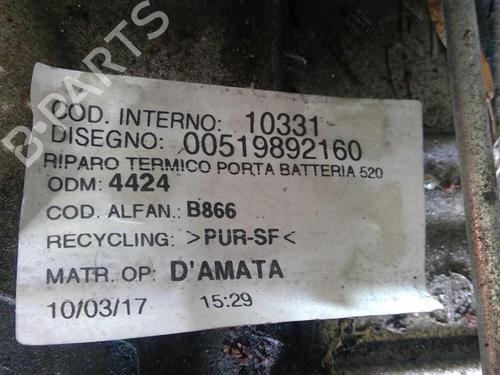 COD. INTERNO: 10331
DISEGNO: 00519892160
RIPARO TERMICO PORTA BATTERIA 520
ODM: 4424
COD. ALFAN.: B866
RECYCLING: >PUR-SF<
MATR. OP: D'AMATA
10/03/17 15:29
B-PARTS